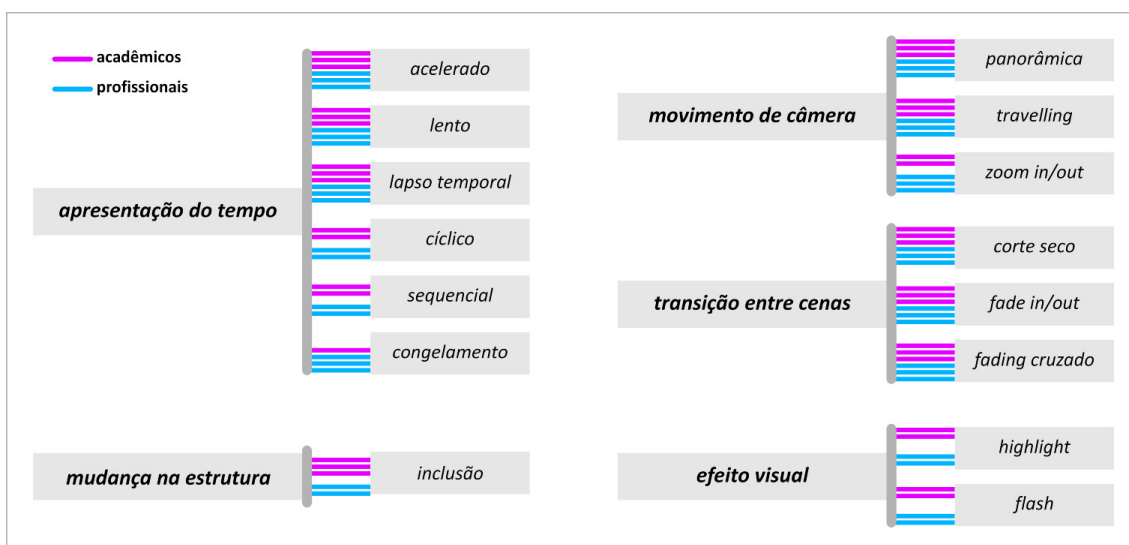 acadêmicos
profissionais
apresentação do tempo
acelerado
lento
lapso temporal
cíclico
sequencial
congelamento
mudança na estrutura
inclusão
movimento de câmera
panorâmica
travelling
zoom in/out
transição entre cenas
corte seco
fade in/out
fading cruzado
efeito visual
highlight
flash